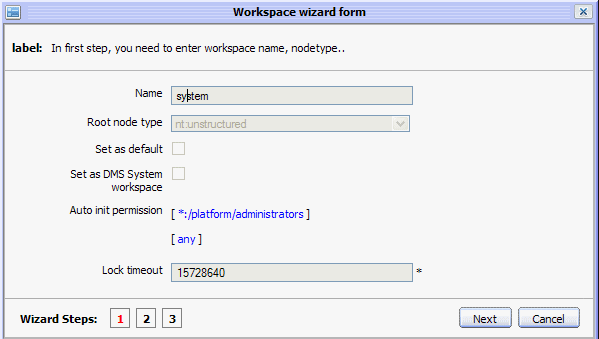 Workspace wizard form
label: In first step, you need to enter workspace name, nodetype..
Name system
Root node type nt:unstructured
Set as default
Set as DMS System
workspace
Auto init permission [ *:/platform/administrators ]
[ any ]
Lock timeout 15728640 *
Wizard Steps: 1 2 3 Next Cancel